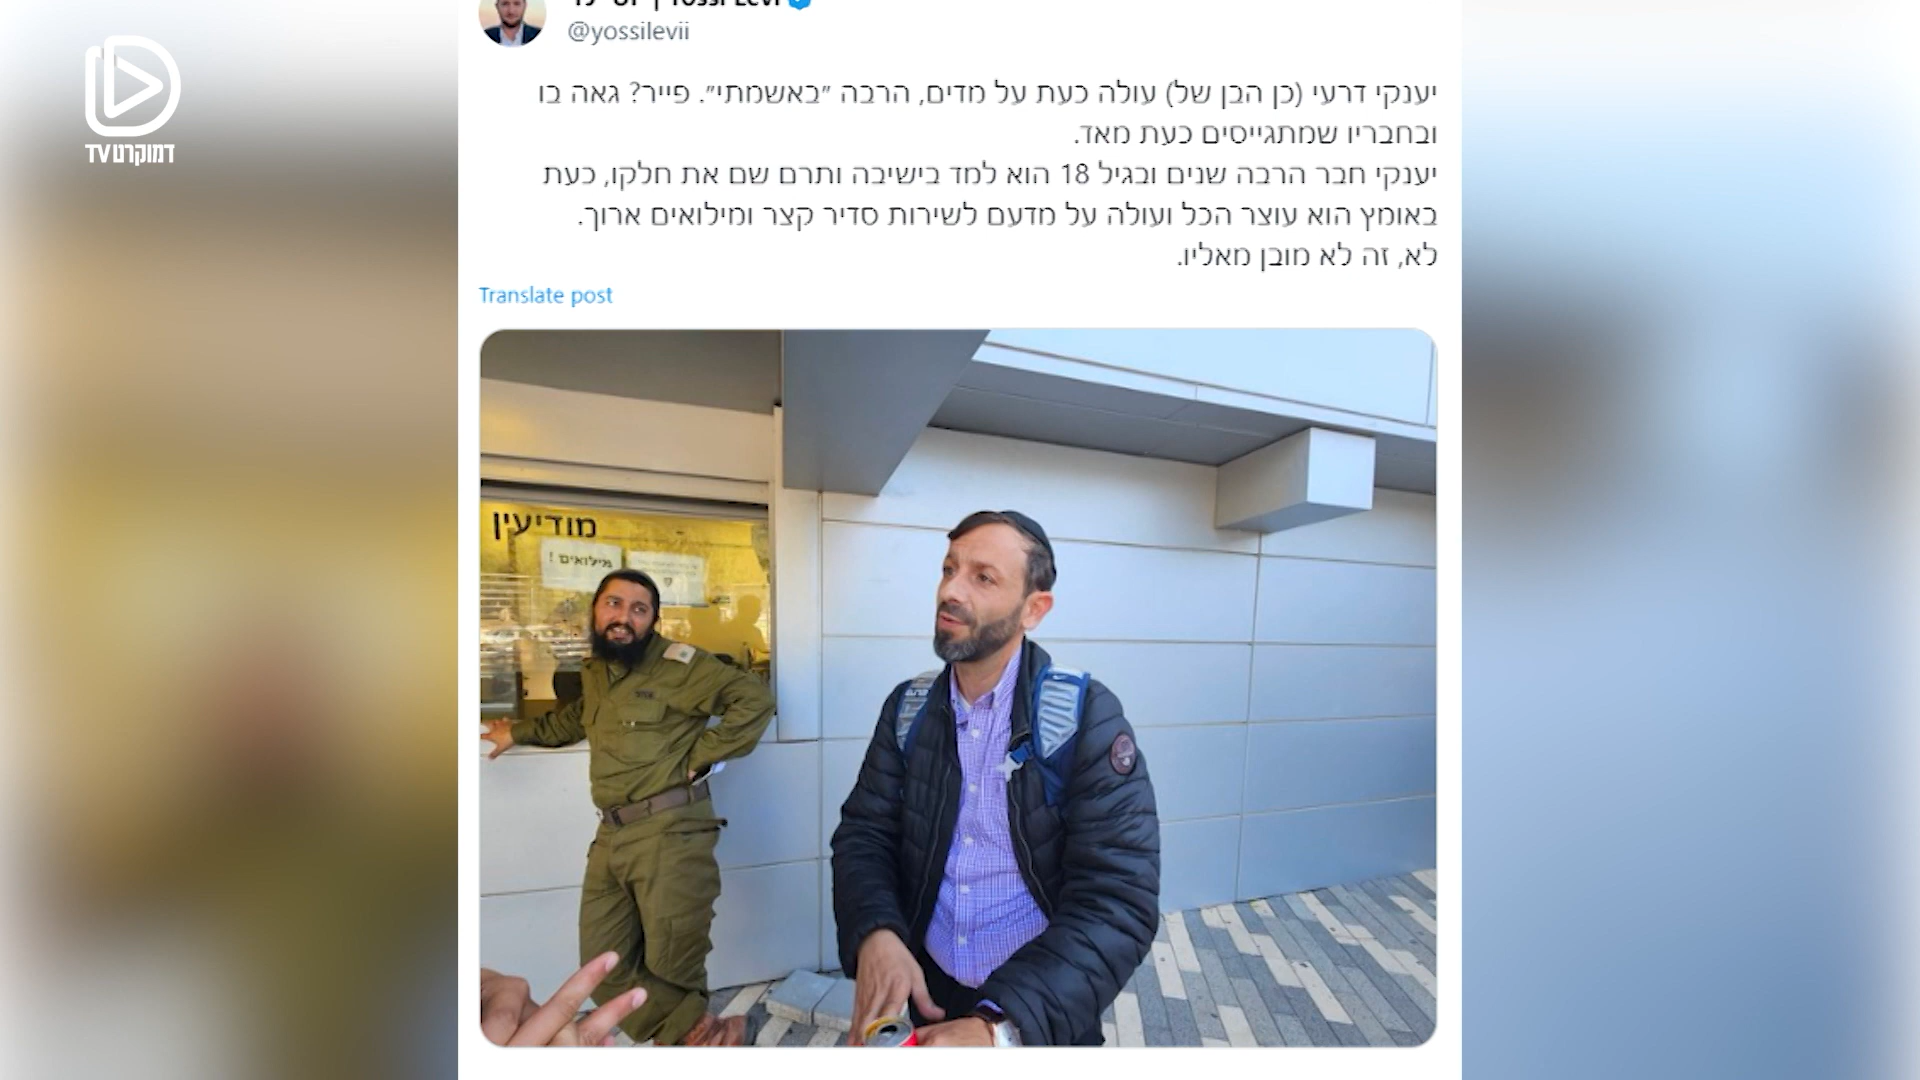 דמוקרטTV
Yossi Levi
@yossilevii
יענקי דרעי (כן הבן של) עולה כעת על מדים, הרבה ״באשמתי״. פייר? גאה בו
ובחבריו שמתגייסים כעת מאד.
יענקי חבר הרבה שנים ובגיל 18 הוא למד בישיבה ותרם שם את חלקו, כעת
באומץ הוא עוצר הכל ועולה על מדעם לשירות סדיר קצר ומילואים ארוך.
לא, זה לא מובן מאליו.
Translate post
מודיעין
מילואים !